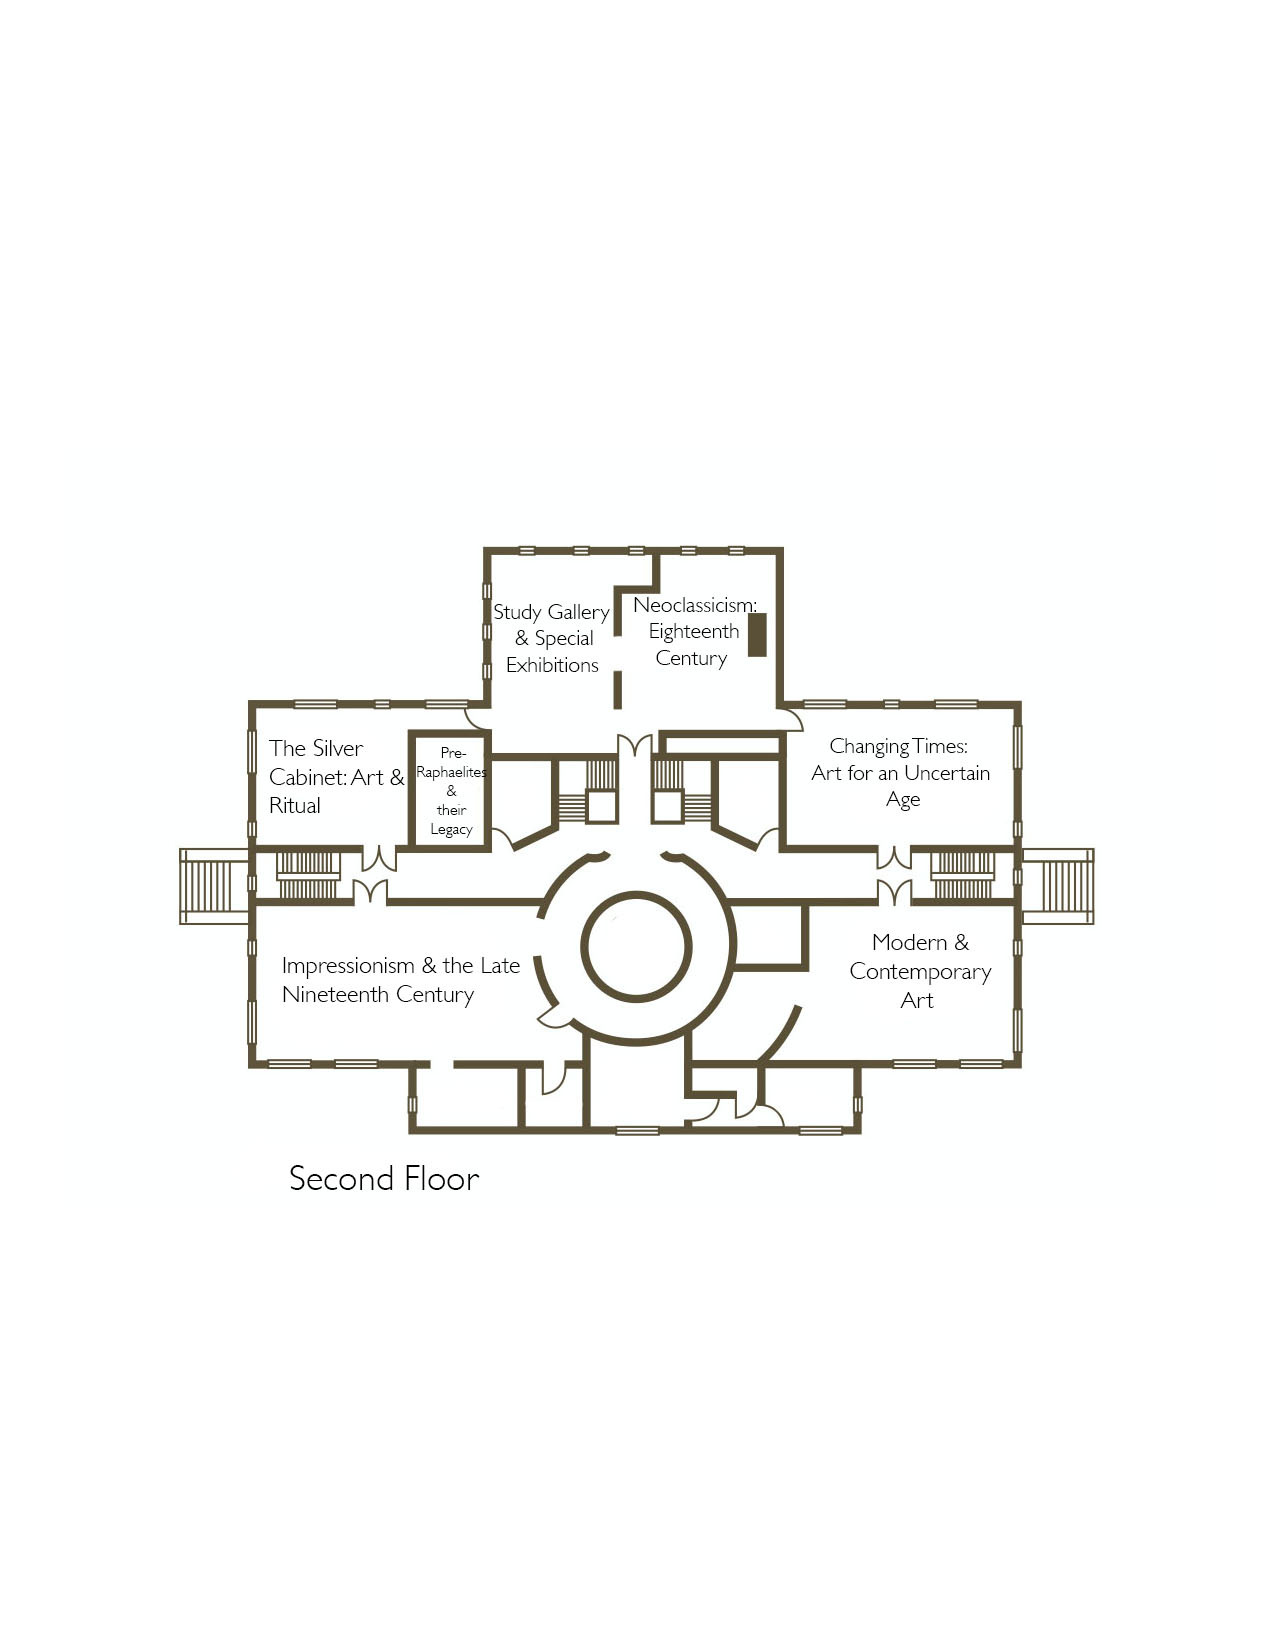 Study Gallery
& Special
Exhibitions
Neoclassicism:
Eighteenth
Century
The Silver
Cabinet: Art &
Ritual
Pre-
Raphaelites
&
their
Legacy
Changing Times:
Art for an Uncertain
Age
Impressionism & the Late
Nineteenth Century
Modern &
Contemporary
Art
Second Floor